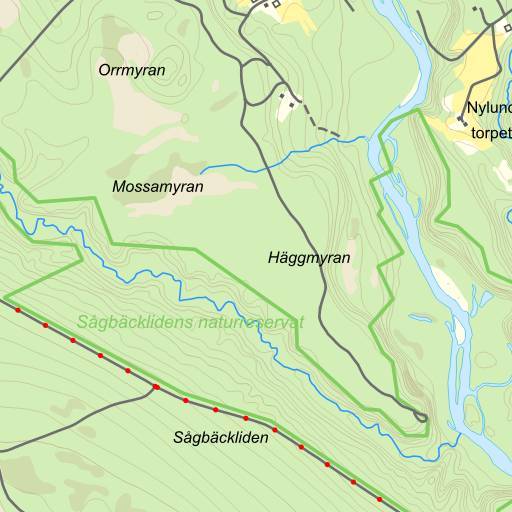 Orrmyran
Nylund
torpet
Mossamyran
Häggmyran
Sågbäcklidens naturreservat
Sågbäckliden